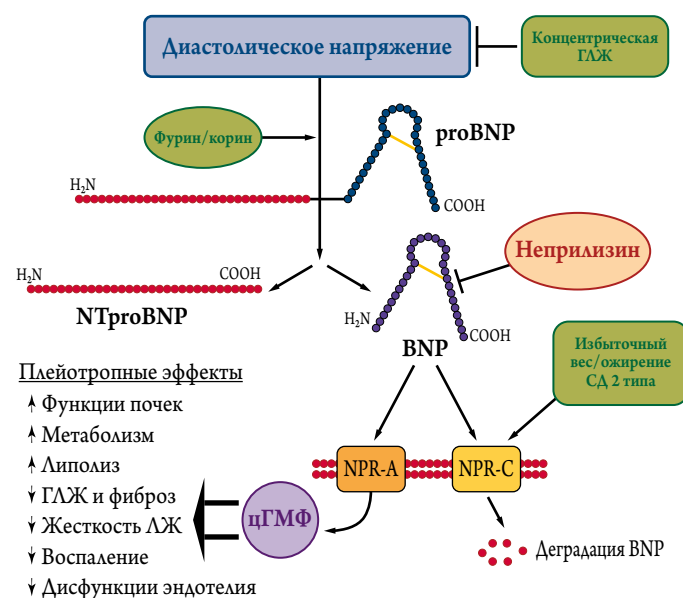 Диастолическое напряжение
Концентрическая
ГЛЖ
Фурин/корин
proBNP
H₂N
COOH
H₂N
COOH
NTproBNP
Неприлизин
H₂N
COOH
BNP
Избыточный
вес/ожирение
СД 2 типа
Плейотропные эффекты
Функции почек
Метаболизм
Липолиз
ГЛЖ и фиброз
Жесткость ЛЖ
Воспаление
Дисфункции эндотелия
NPR-A
NPR-C
цГМФ
Деградация BNP